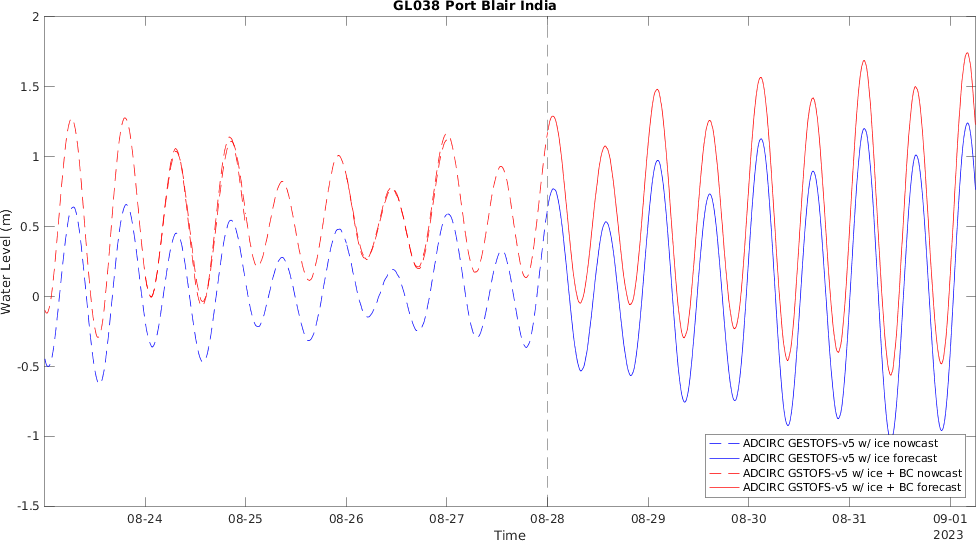 GL038 Port Blair India
Water Level (m)
2
1.5
1
0.5
0
-0.5
-1
-1.5
08-24
08-25
08-26
08-27
08-28
08-29
08-30
08-31
09-01
2023
Time
ADCIRC GESTOFS-v5 w/ ice nowcast
ADCIRC GESTOFS-v5 w/ ice forecast
ADCIRC GSTOFS-v5 w/ ice + BC nowcast
ADCIRC GSTOFS-v5 w/ ice + BC forecast